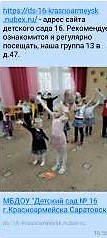 https://ds-16-krasnoarmeysk
.nubex.ru/ - адрес сайта
детского сада 16. Рекомендуем
ознакомится и регулярно
посещать, наша группа 13 в
д.47.
МБДОУ "Детский сад № 16
г.Красноармейска Саратовск